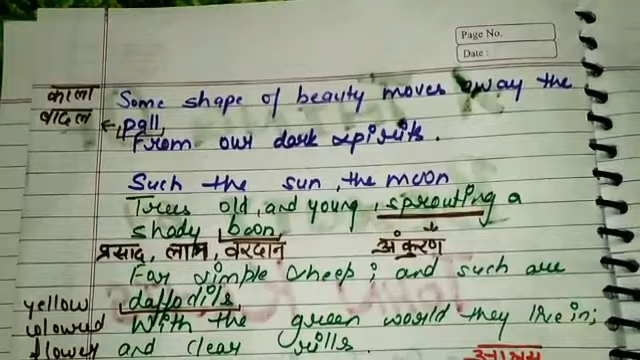 Page No.
Date :
काला Some shape of beauty moves away the
बादल ← pall
From our dark spirits.
Such the sun, the moon
Trees old, and young, sprouting a
shady boon
प्रसाद, लाभ, वरदान अंकुरण
For simple sheep; and such are
yellow daffodils
colowred With the green world they live in;
flower and clear rills.